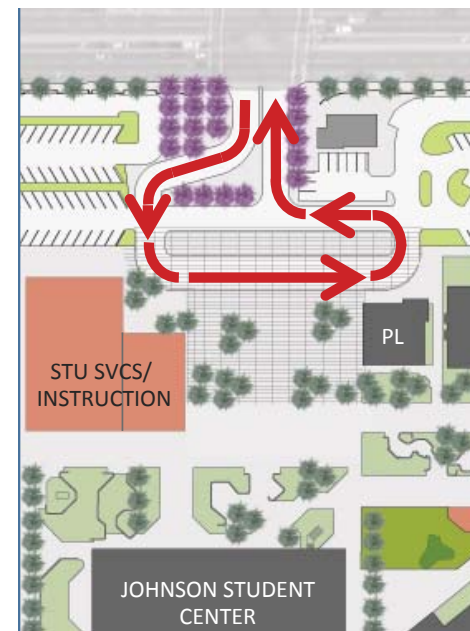 PL
STU SVCS/
INSTRUCTION
JOHNSON STUDENT
CENTER